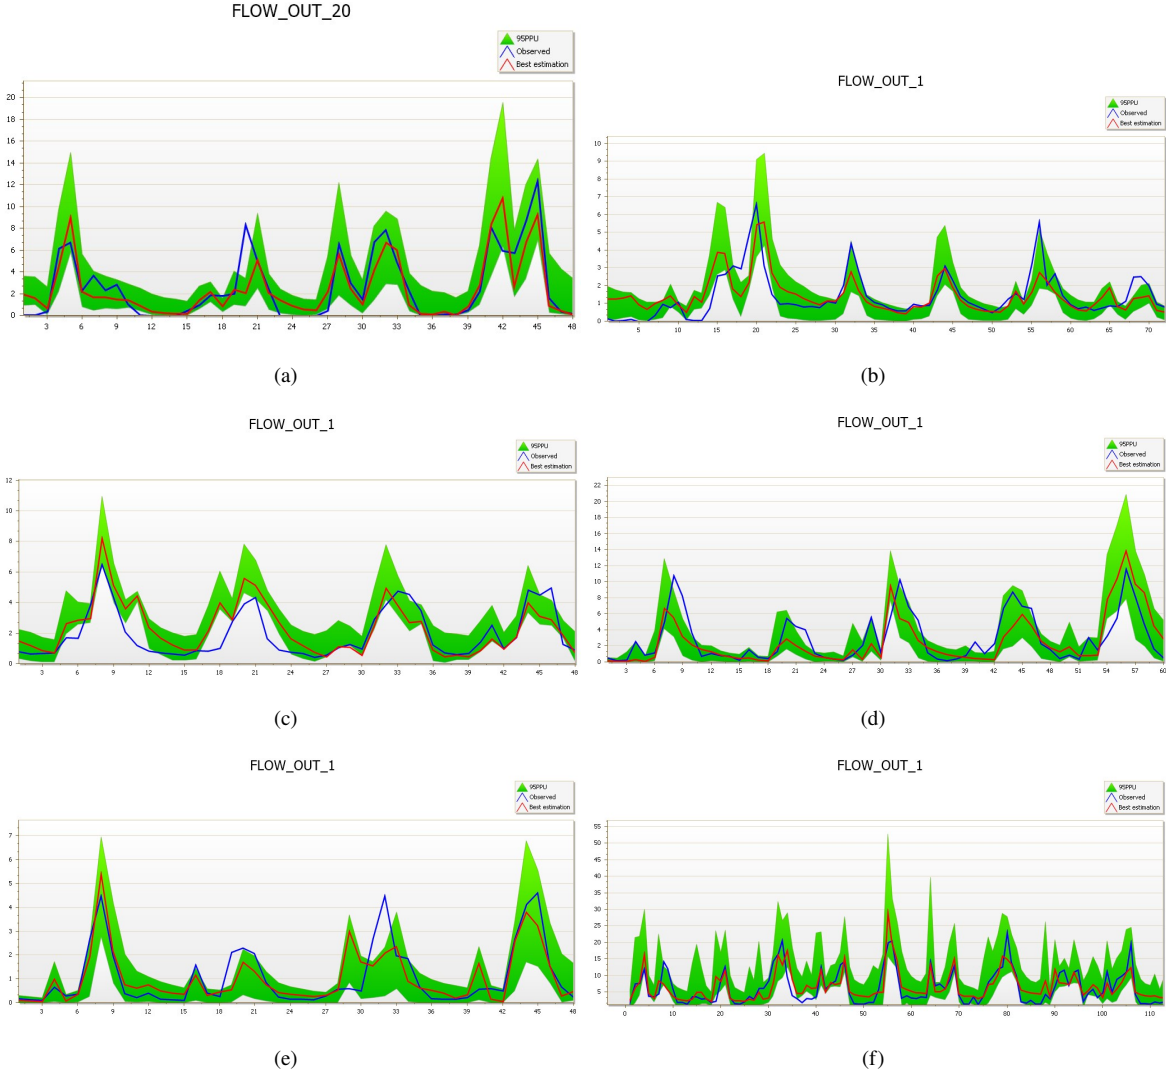 FLOW_OUT_20
95PPU
Observed
Best estimation
20
18
16
14
12
10
8
6
4
2
0
3 6 9 12 15 18 21 24 27 30 33 36 39 42 45 48
(a)
FLOW_OUT_1
95PPU
Observed
Best estimation
10
9
8
7
6
5
4
3
2
1
0
5 10 15 20 25 30 35 40 45 50 55 60 65 70
(b)
FLOW_OUT_1
95PPU
Observed
Best estimation
12
10
8
6
4
2
0
3 6 9 12 15 18 21 24 27 30 33 36 39 42 45 48
(c)
FLOW_OUT_1
95PPU
Observed
Best estimation
22
20
18
16
14
12
10
8
6
4
2
0
3 6 9 12 15 18 21 24 27 30 33 36 39 42 45 48 51 54 57 60
(d)
FLOW_OUT_1
95PPU
Observed
Best estimation
7
6
5
4
3
2
1
0
3 6 9 12 15 18 21 24 27 30 33 36 39 42 45 48
(e)
FLOW_OUT_1
95PPU
Observed
Best estimation
55
50
45
40
35
30
25
20
15
10
5
0 10 20 30 40 50 60 70 80 90 100 110
(f)